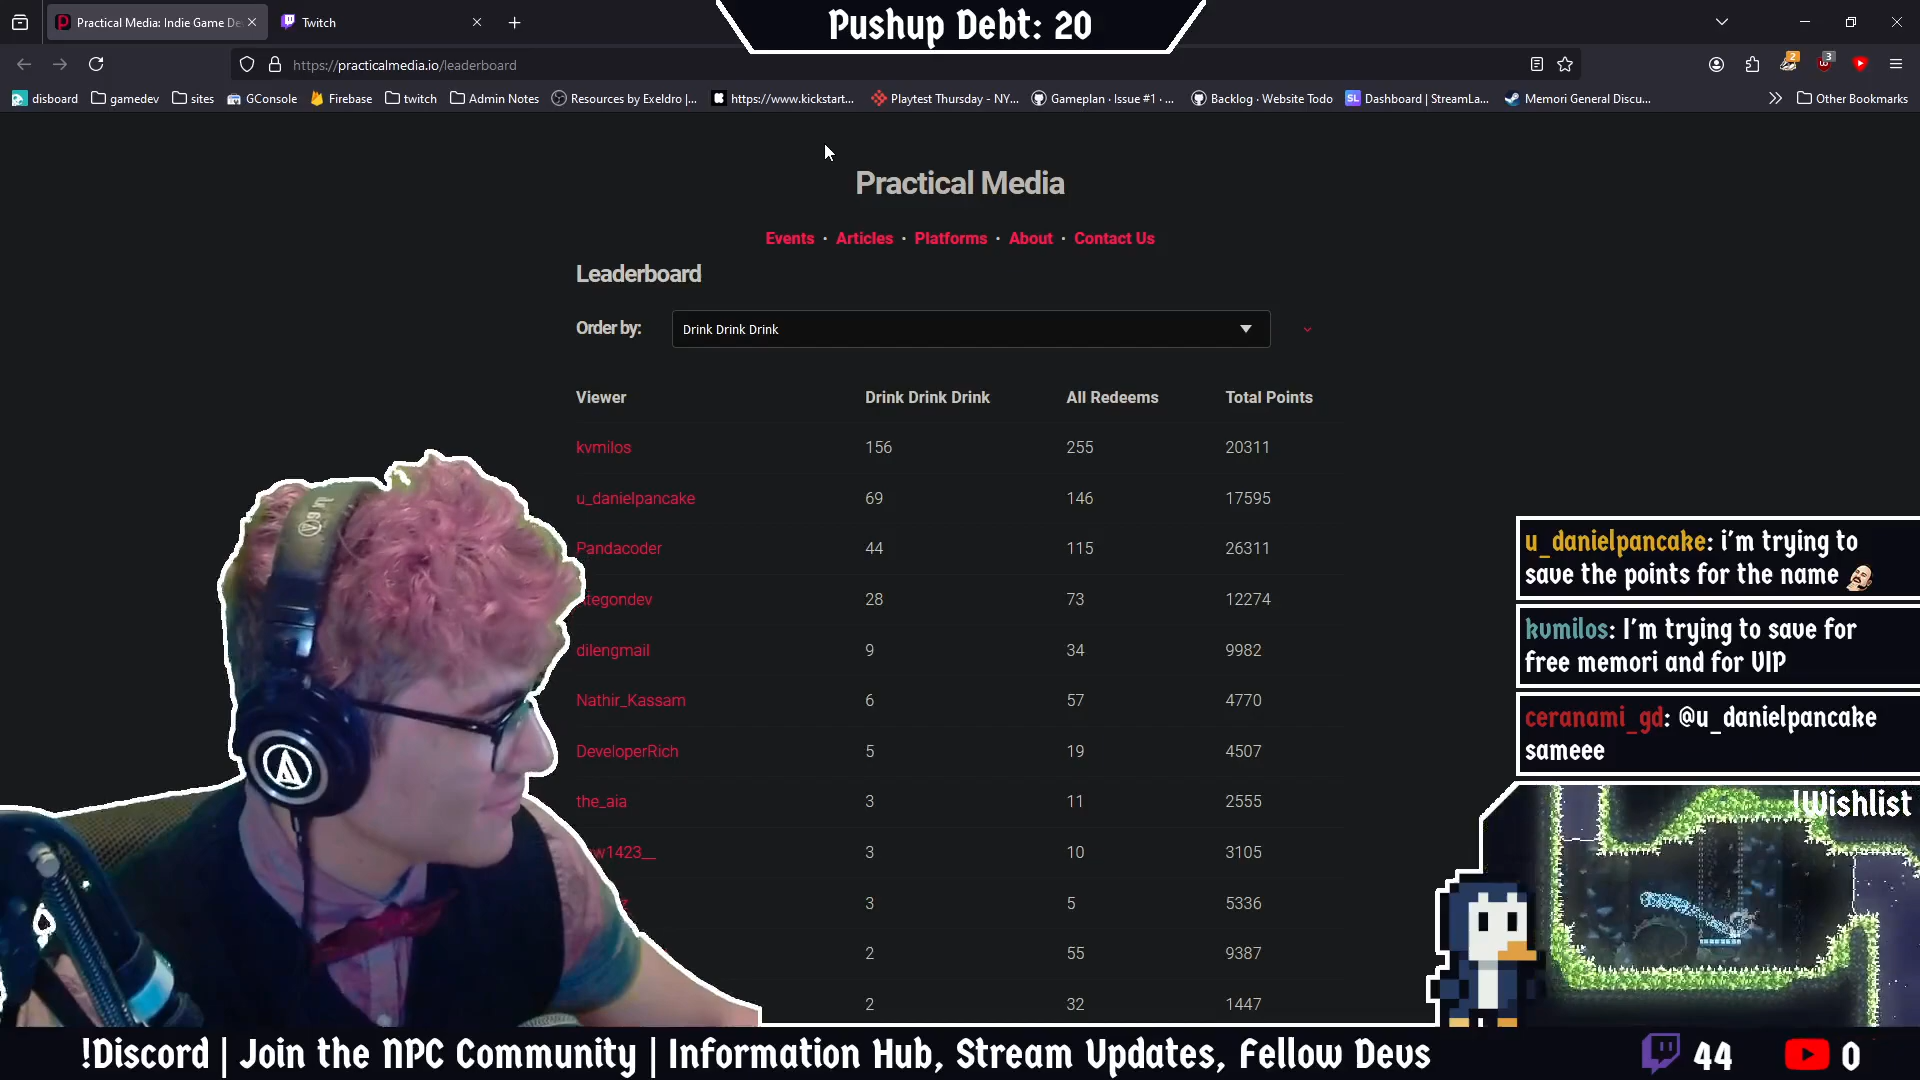 Pushup Debt: 20
Practical Media: Indie Game De
Twitch
https://practicalmedia.io/leaderboard
disboard
gamedev
sites
GConsole
Firebase
twitch
Admin Notes
Resources by Exeldro |...
https://www.kickstart...
Playtest Thursday - NY...
Gameplan · Issue #1 · ...
Backlog · Website Todo
Dashboard | StreamLa...
Memori General Discu...
Other Bookmarks
Practical Media
Events · Articles · Platforms · About · Contact Us
Leaderboard
Order by: Drink Drink Drink
Viewer Drink Drink Drink All Redeems Total Points
kvmilos 156 255 20311
u_danielpancake 69 146 17595
Pandacoder 44 115 26311
tegondev 28 73 12274
dilengmail 9 34 9982
Nathir_Kassam 6 57 4770
DeveloperRich 5 19 4507
the_aia 3 11 2555
w1423__ 3 10 3105
3 5 5336
2 55 9387
2 32 1447
u_danielpancake: i'm trying to
save the points for the name
kvmilos: I'm trying to save for
free memori and for VIP
ceranami_gd: @u_danielpancake
sameee
!Wishlist
!Discord | Join the NPC Community | Information Hub, Stream Updates, Fellow Devs
44
0